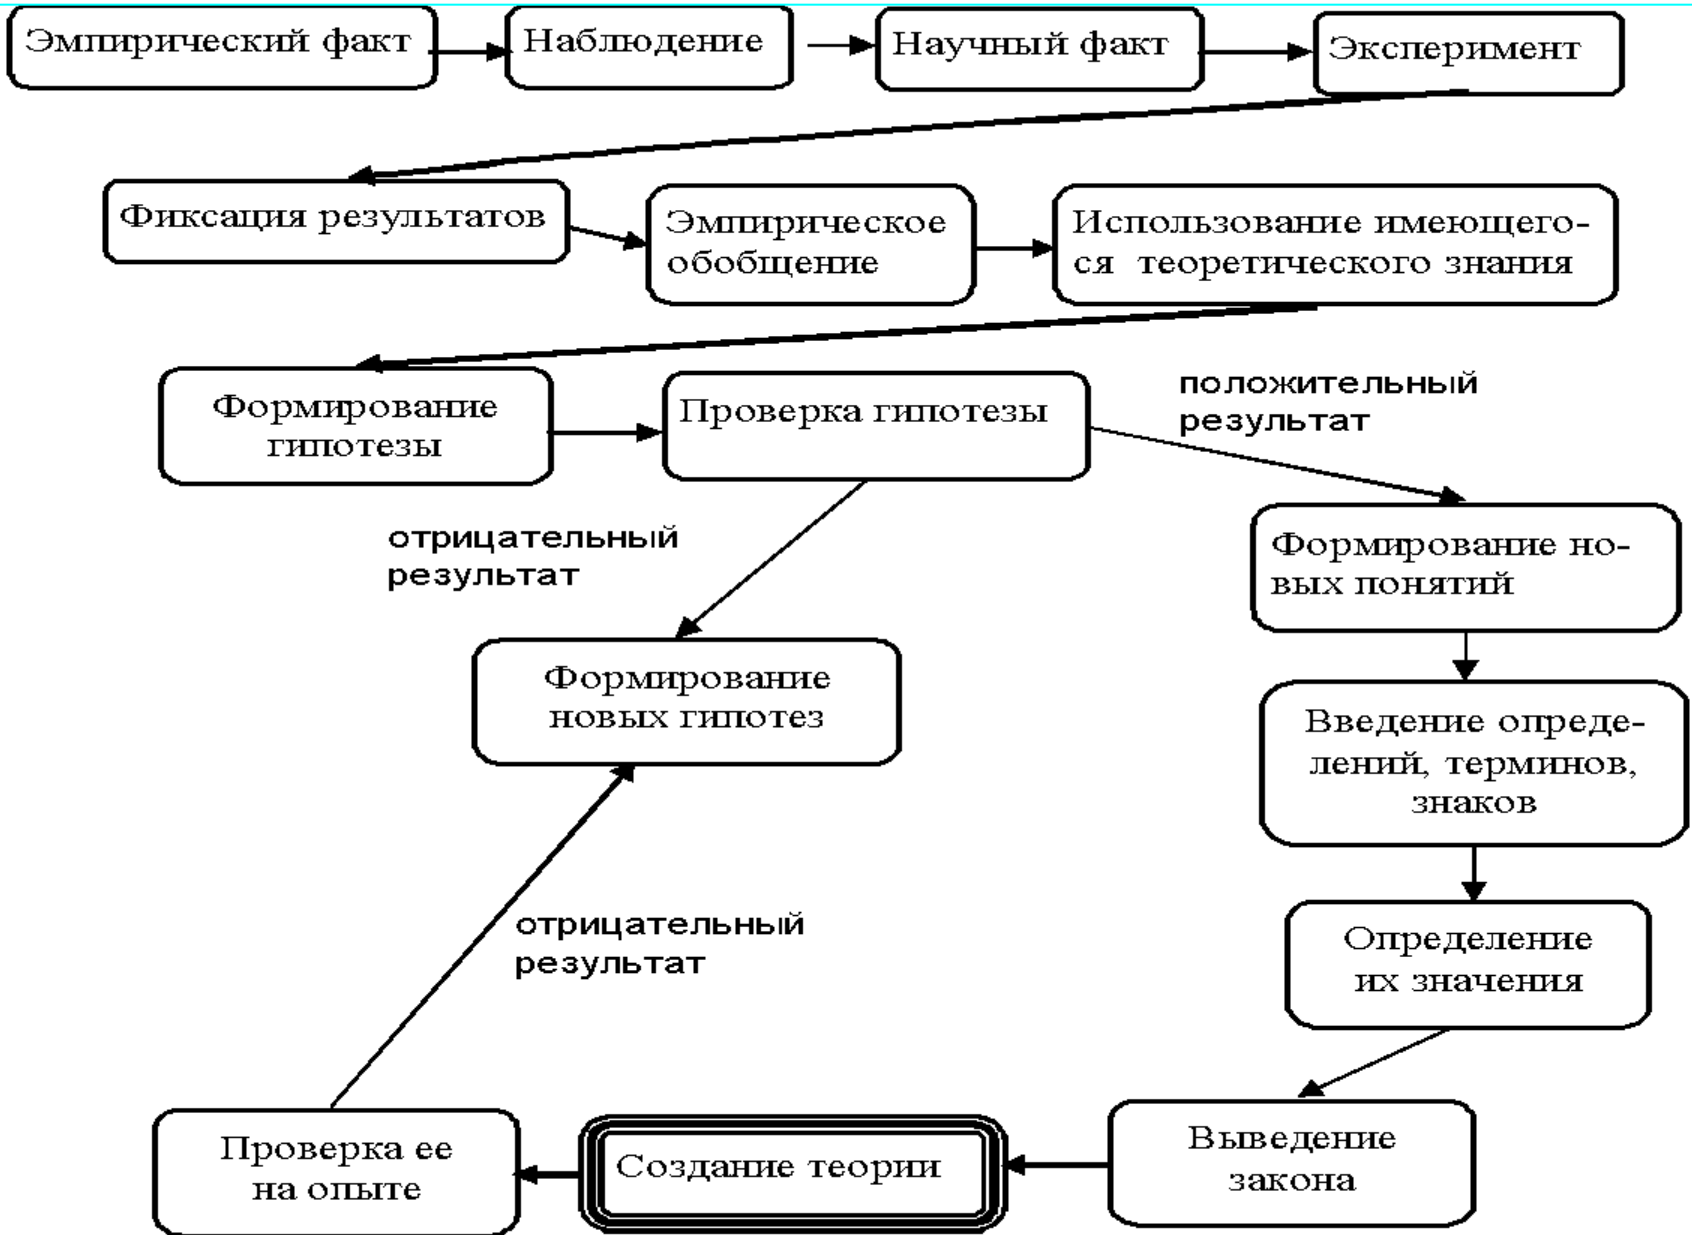 Эмпирический факт
Наблюдение
Научный факт
Эксперимент
Фиксация результатов
Эмпирическое
обобщение
Использование имеющего-
ся теоретического знания
Формирование
гипотезы
Проверка гипотезы
положительный
результат
отрицательный
результат
Формирование но-
вых понятий
Формирование
новых гипотез
Введение опреде-
лений, терминов,
знаков
отрицательный
результат
Определение
их значения
Проверка ее
на опыте
Создание теории
Выведение
закона